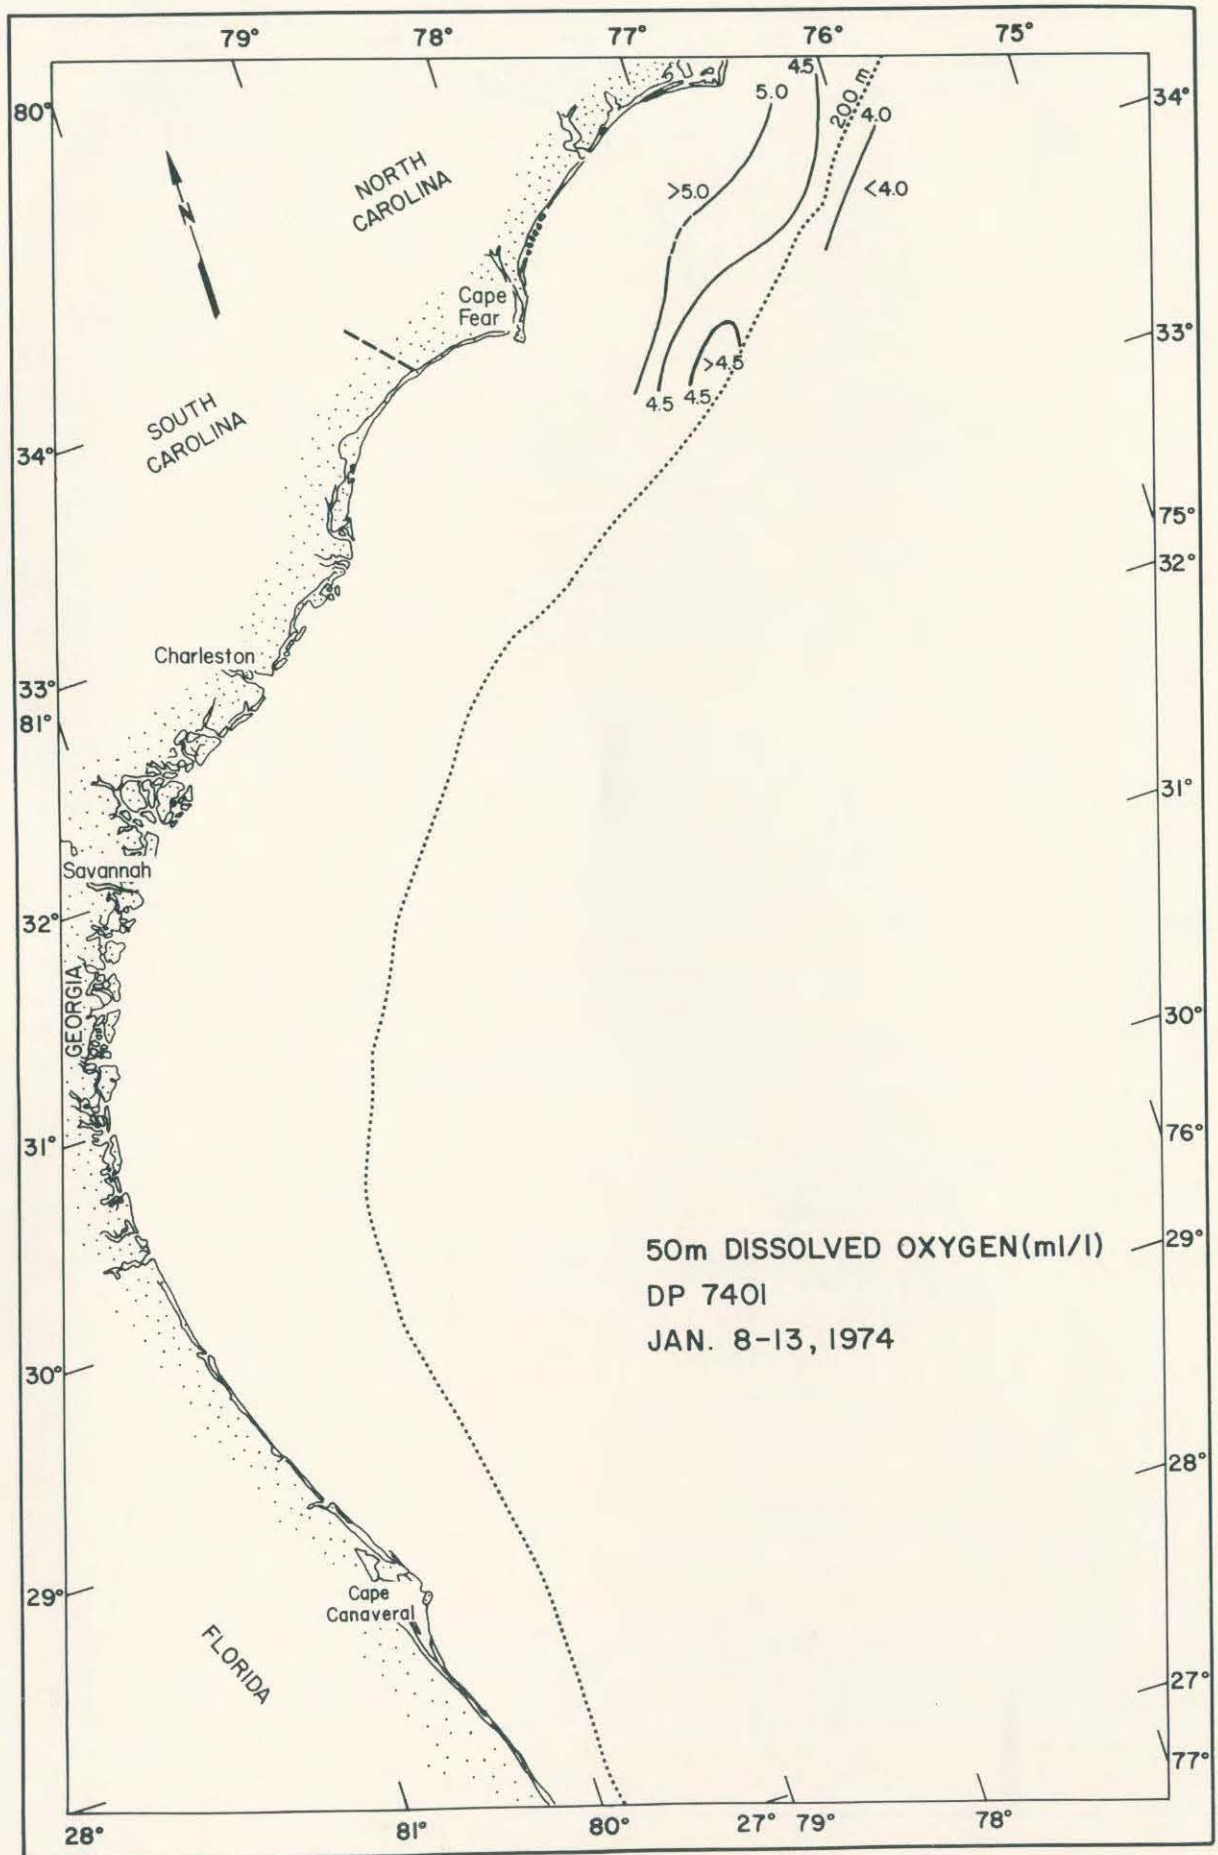 79° 78° 77° 76° 75°
80°
4.5
5.0
200 m
4.0
34°
N
NORTH
CAROLINA
>5.0
<4.0
Cape
Fear
33°
>4.5
4.5 4.5
SOUTH
CAROLINA
34°
75°
32°
Charleston
33°
81°
31°
Savannah
32°
GEORGIA
30°
31°
76°
50m DISSOLVED OXYGEN(ml/l)
29°
DP 7401
JAN. 8-13, 1974
30°
28°
29°
Cape
Canaveral
FLORIDA
27°
77°
28° 81° 80° 27° 79° 78°